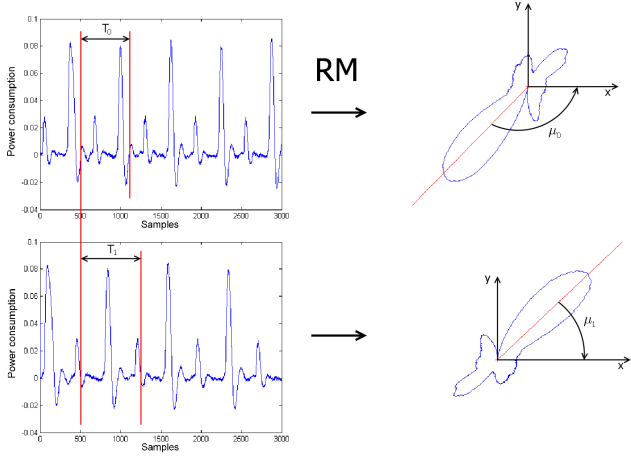 0.1
0.08
0.06
0.04
0.02
0
-0.02
-0.04
Power consumption
T₀
0 500 1000 1500 2000 2500 3000
Samples
RM
y
x
μ₀
0.1
0.08
0.06
0.04
0.02
0
-0.02
-0.04
Power consumption
T₁
0 500 1000 1500 2000 2500 3000
Samples
y
x
μ₁